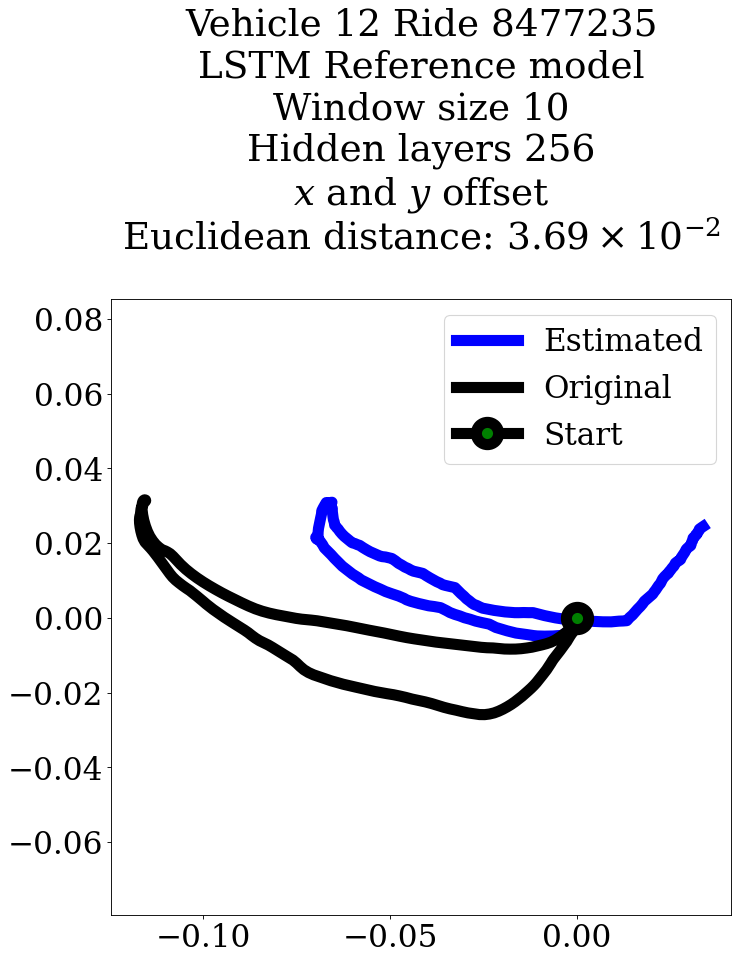 Vehicle 12 Ride 8477235
LSTM Reference model
Window size 10
Hidden layers 256
x and y offset
Euclidean distance: 3.69 × 10⁻²
Estimated
Original
Start
0.08
0.06
0.04
0.02
0.00
−0.02
−0.04
−0.06
−0.10 −0.05 0.00